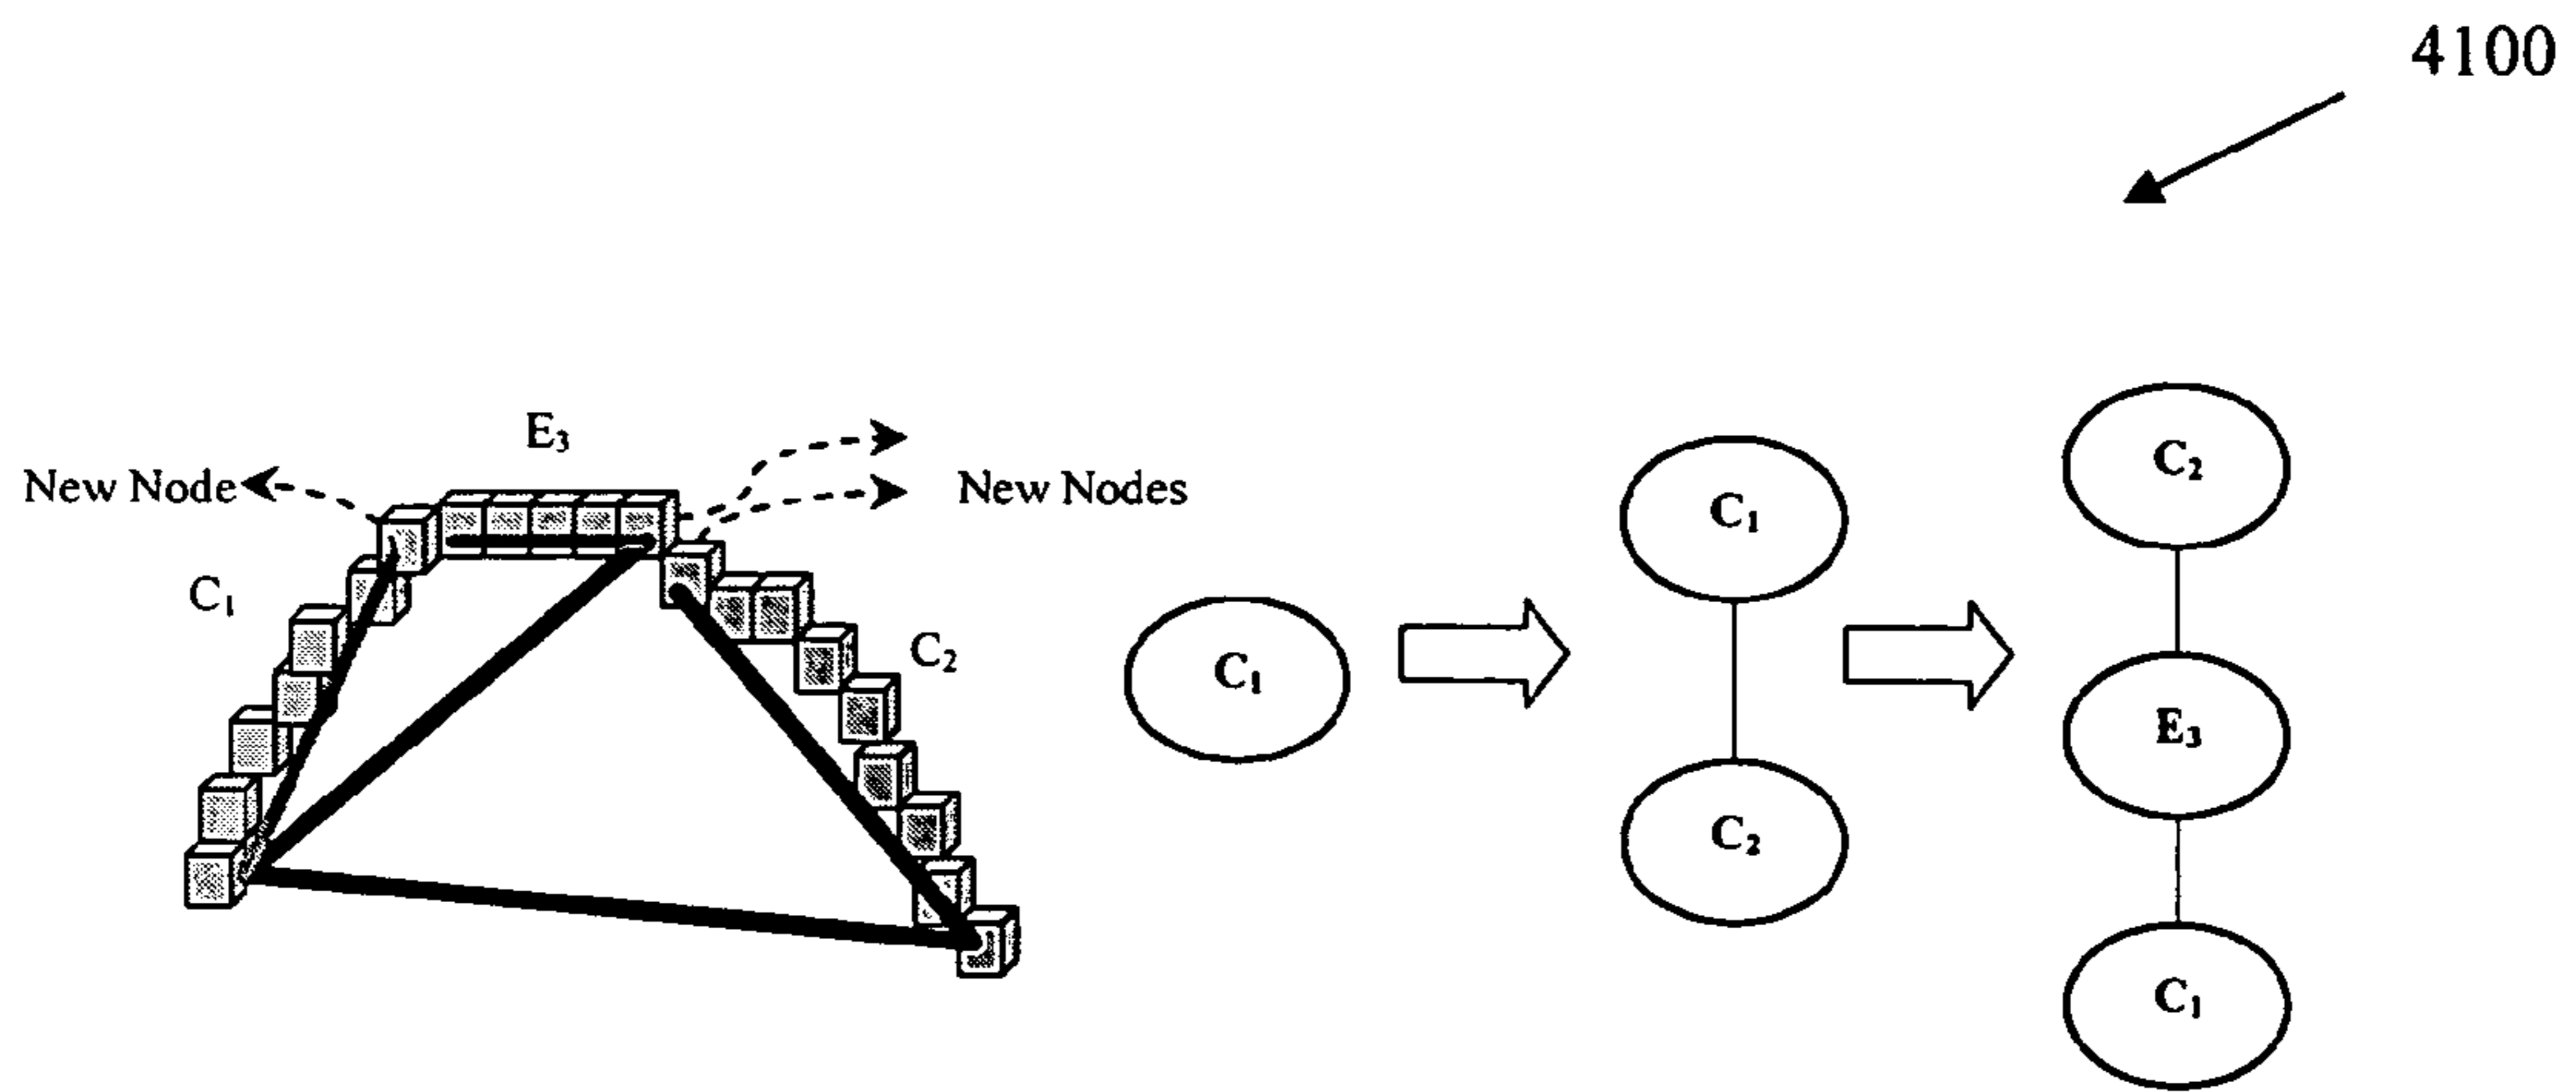 4100
E₃
New Node
New Nodes
C₁
C₂
C₁
C₁
C₂
C₂
E₃
C₁